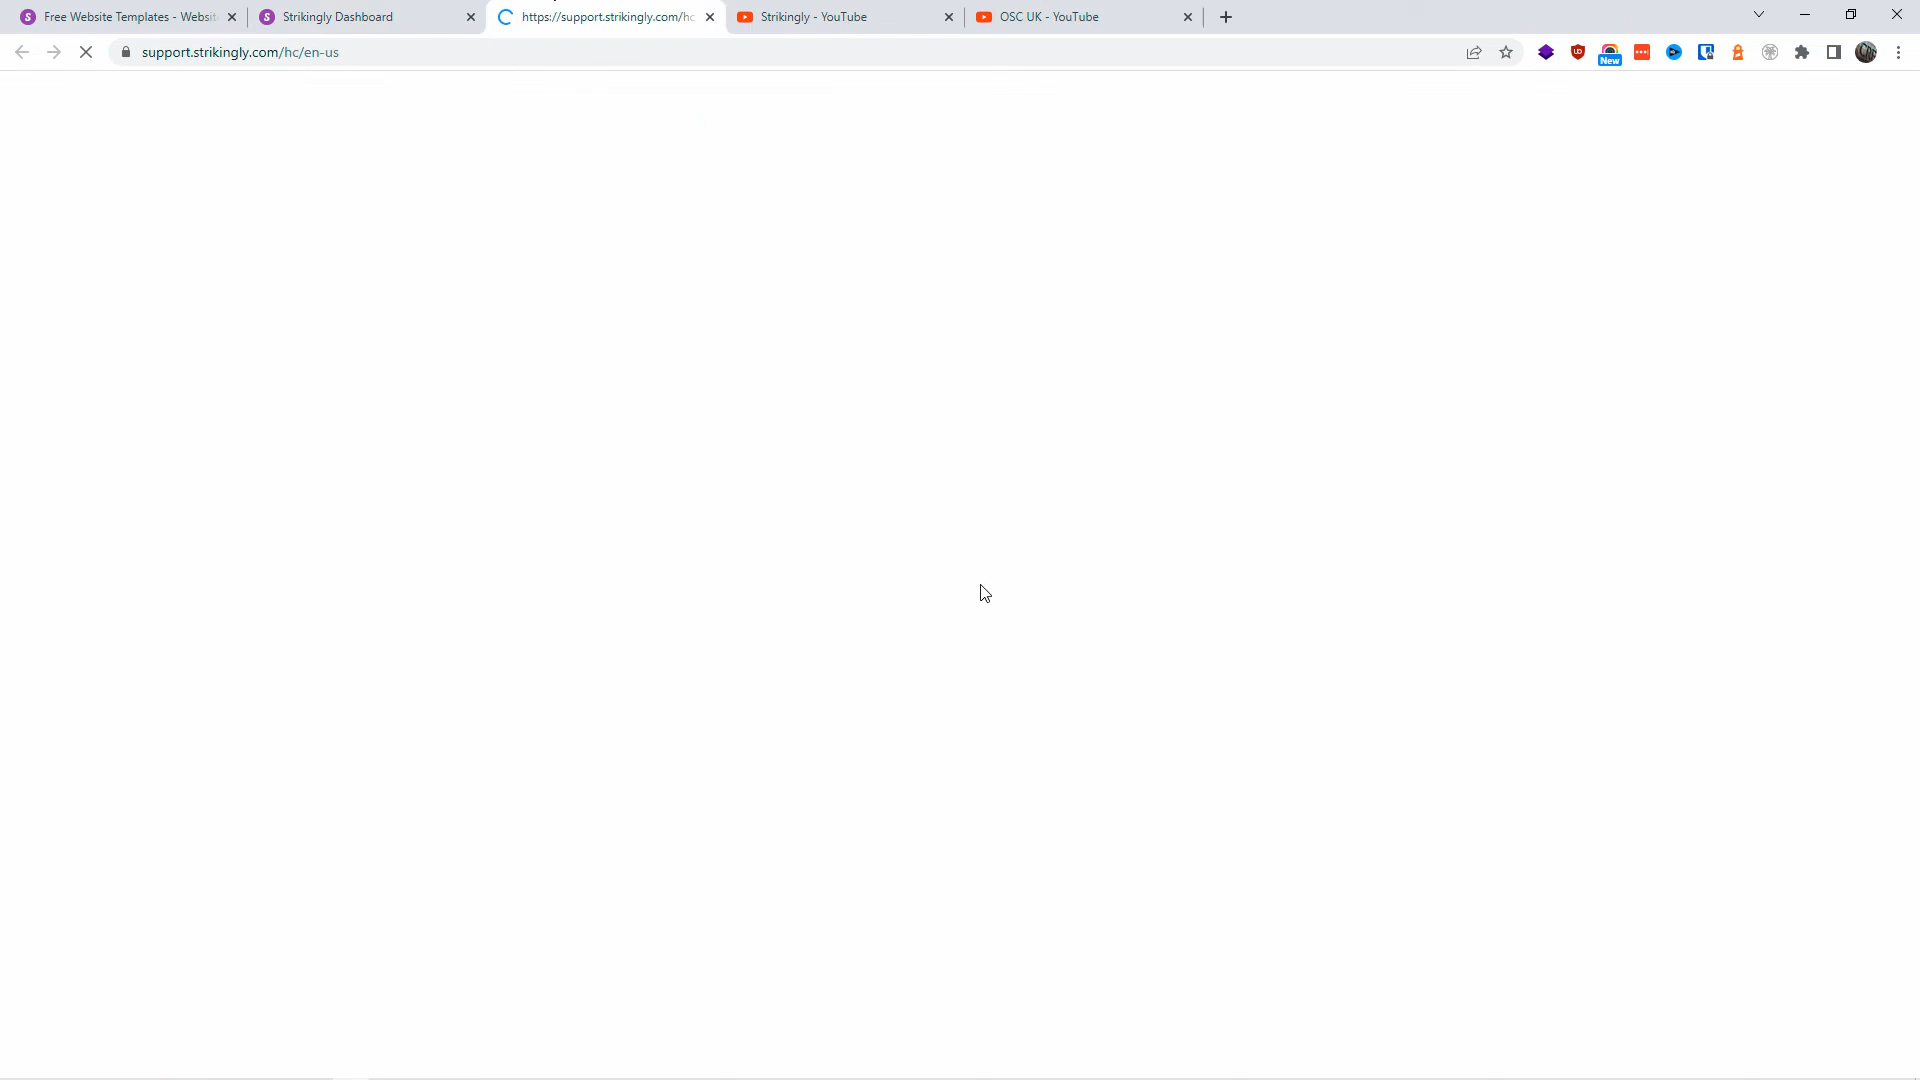 Free Website Templates - Websit
Strikingly Dashboard
https://support.strikingly.com/hc
Strikingly - YouTube
OSC UK - YouTube
support.strikingly.com/hc/en-us
New